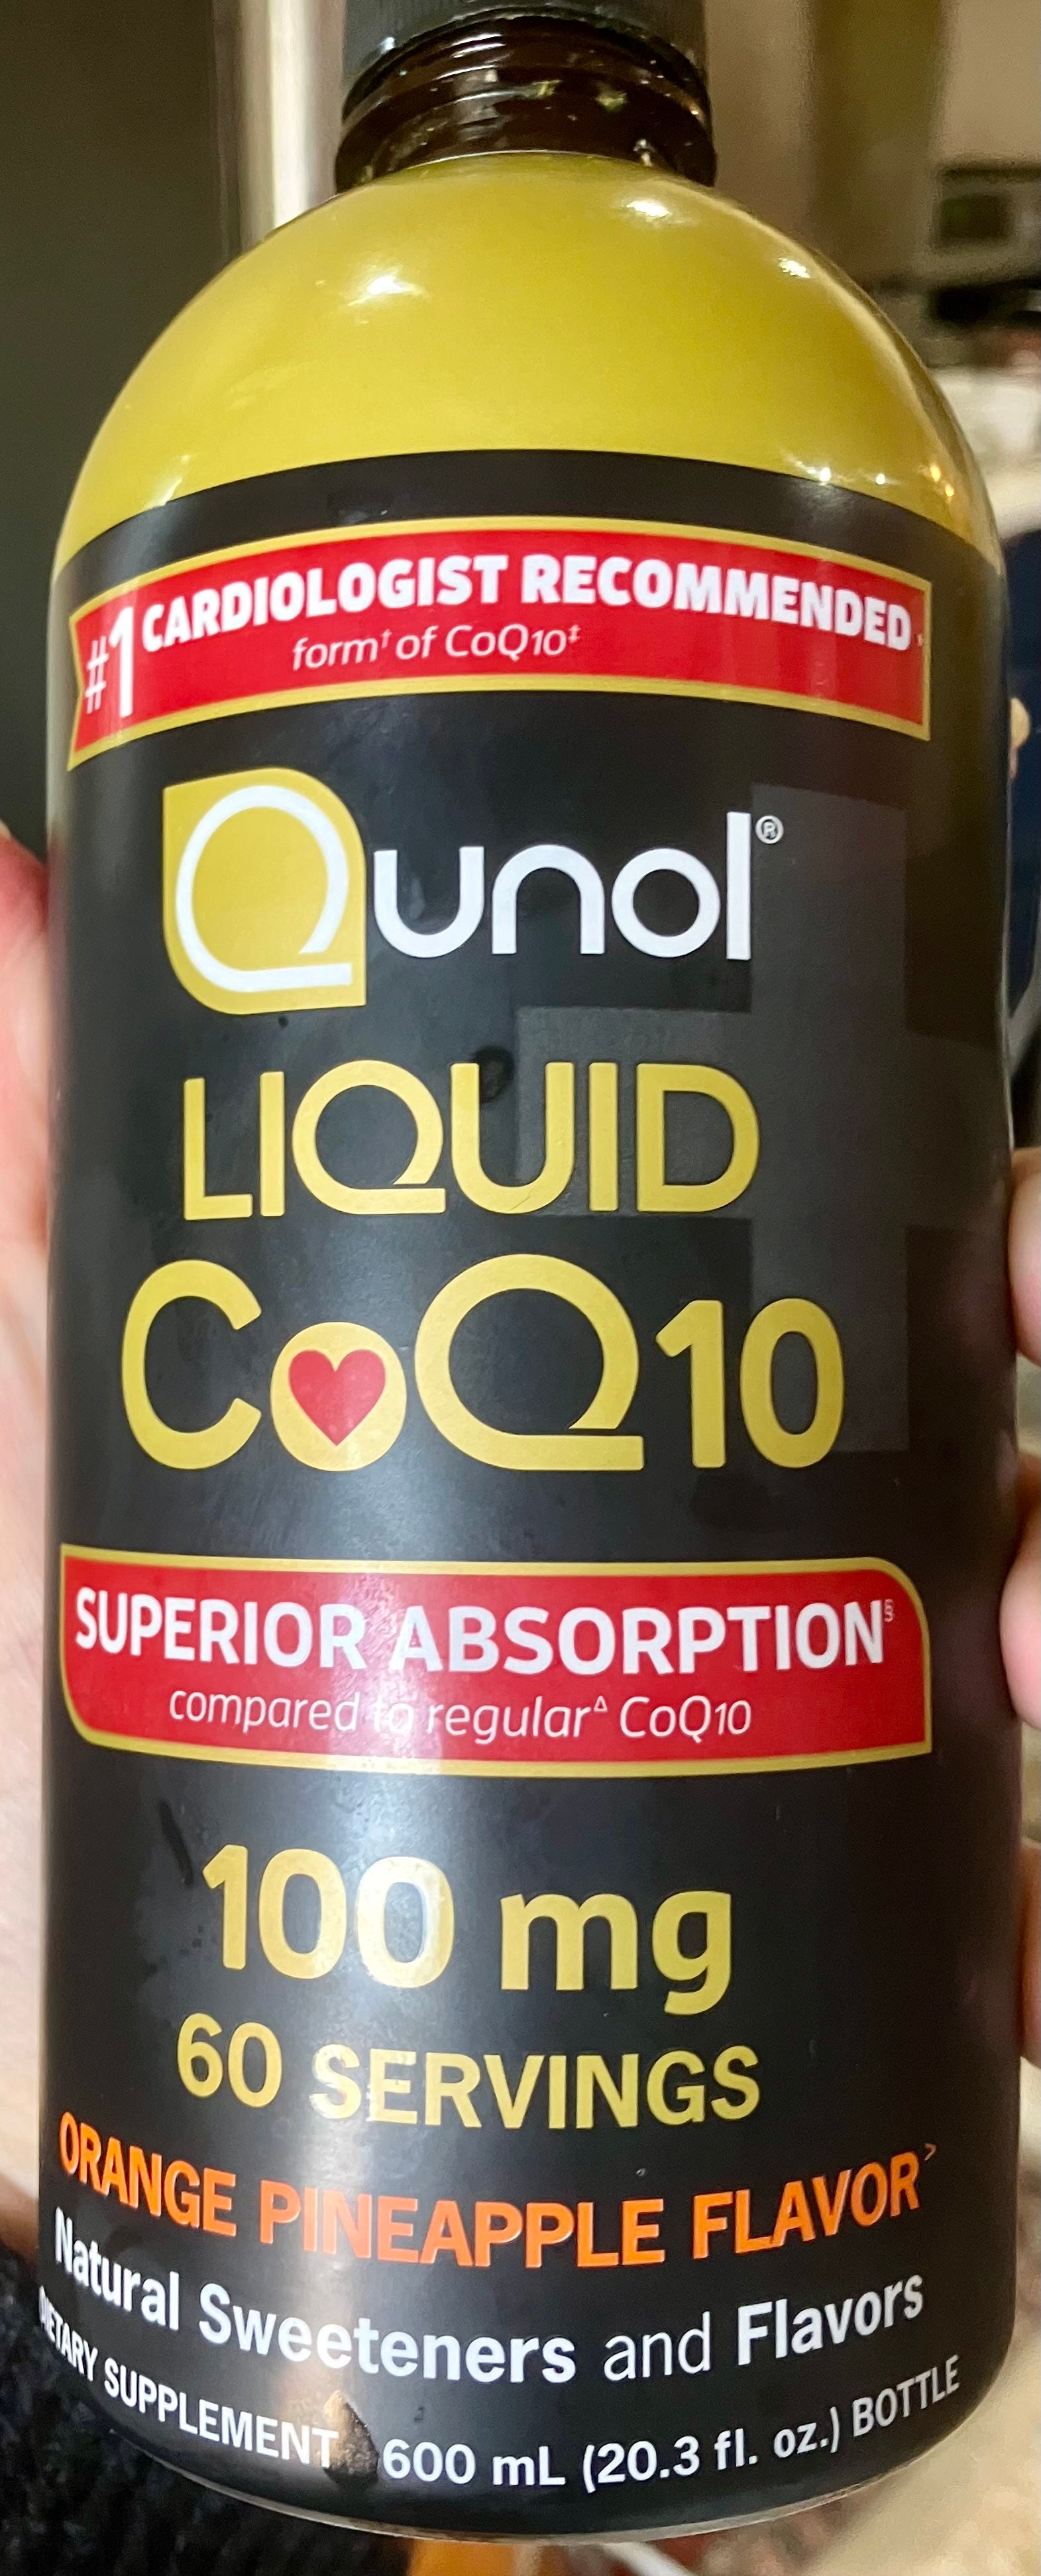 #1 CARDIOLOGIST RECOMMENDED
form† of CoQ10‡
Qunol®
LIQUID
CoQ10
SUPERIOR ABSORPTION§
compared to regular∆ CoQ10
100 mg
60 SERVINGS
ORANGE PINEAPPLE FLAVOR>
Natural Sweeteners and Flavors
DIETARY SUPPLEMENT 600 mL (20.3 fl. oz.) BOTTLE